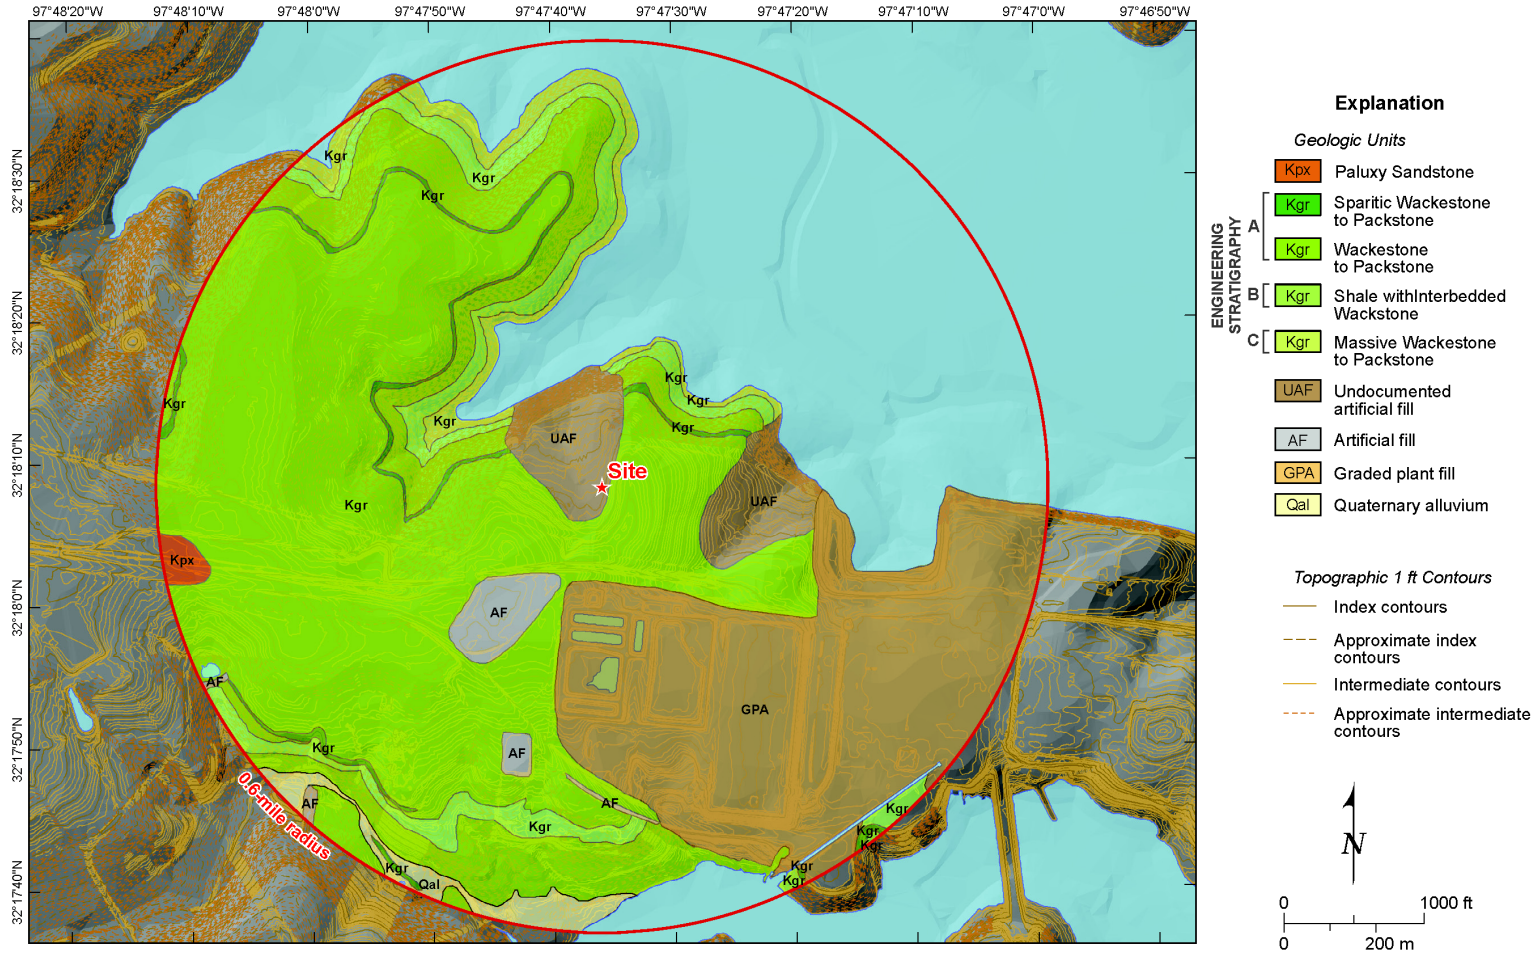 97°48'20"W
97°48'10"W
97°48'0"W
97°47'50"W
97°47'40"W
97°47'30"W
97°47'20"W
97°47'10"W
97°47'0"W
97°46'50"W
32°18'30"N
32°18'20"N
32°18'10"N
32°18'0"N
32°17'50"N
32°17'40"N
Kgr
Kgr
Kgr
Kgr
Kgr
Kgr
Kgr
Kgr
UAF
Site
Kgr
UAF
Kpx
AF
AF
GPA
Kgr
AF
0.6-mile radius
AF
AF
Kgr
Kgr
Kgr
Kgr
Kgr
Kgr
Kgr
Qal
Explanation
Geologic Units
Kpx
Paluxy Sandstone
ENGINEERING
STRATIGRAPHY
A
Kgr
Sparitic Wackestone
to Packstone
Kgr
Wackestone
to Packstone
B
Kgr
Shale withInterbedded
Wackstone
C
Kgr
Massive Wackestone
to Packstone
UAF
Undocumented
artificial fill
AF
Artificial fill
GPA
Graded plant fill
Qal
Quaternary alluvium
Topographic 1 ft Contours
Index contours
Approximate index
contours
Intermediate contours
Approximate intermediate
contours
N
0
1000 ft
0
200 m